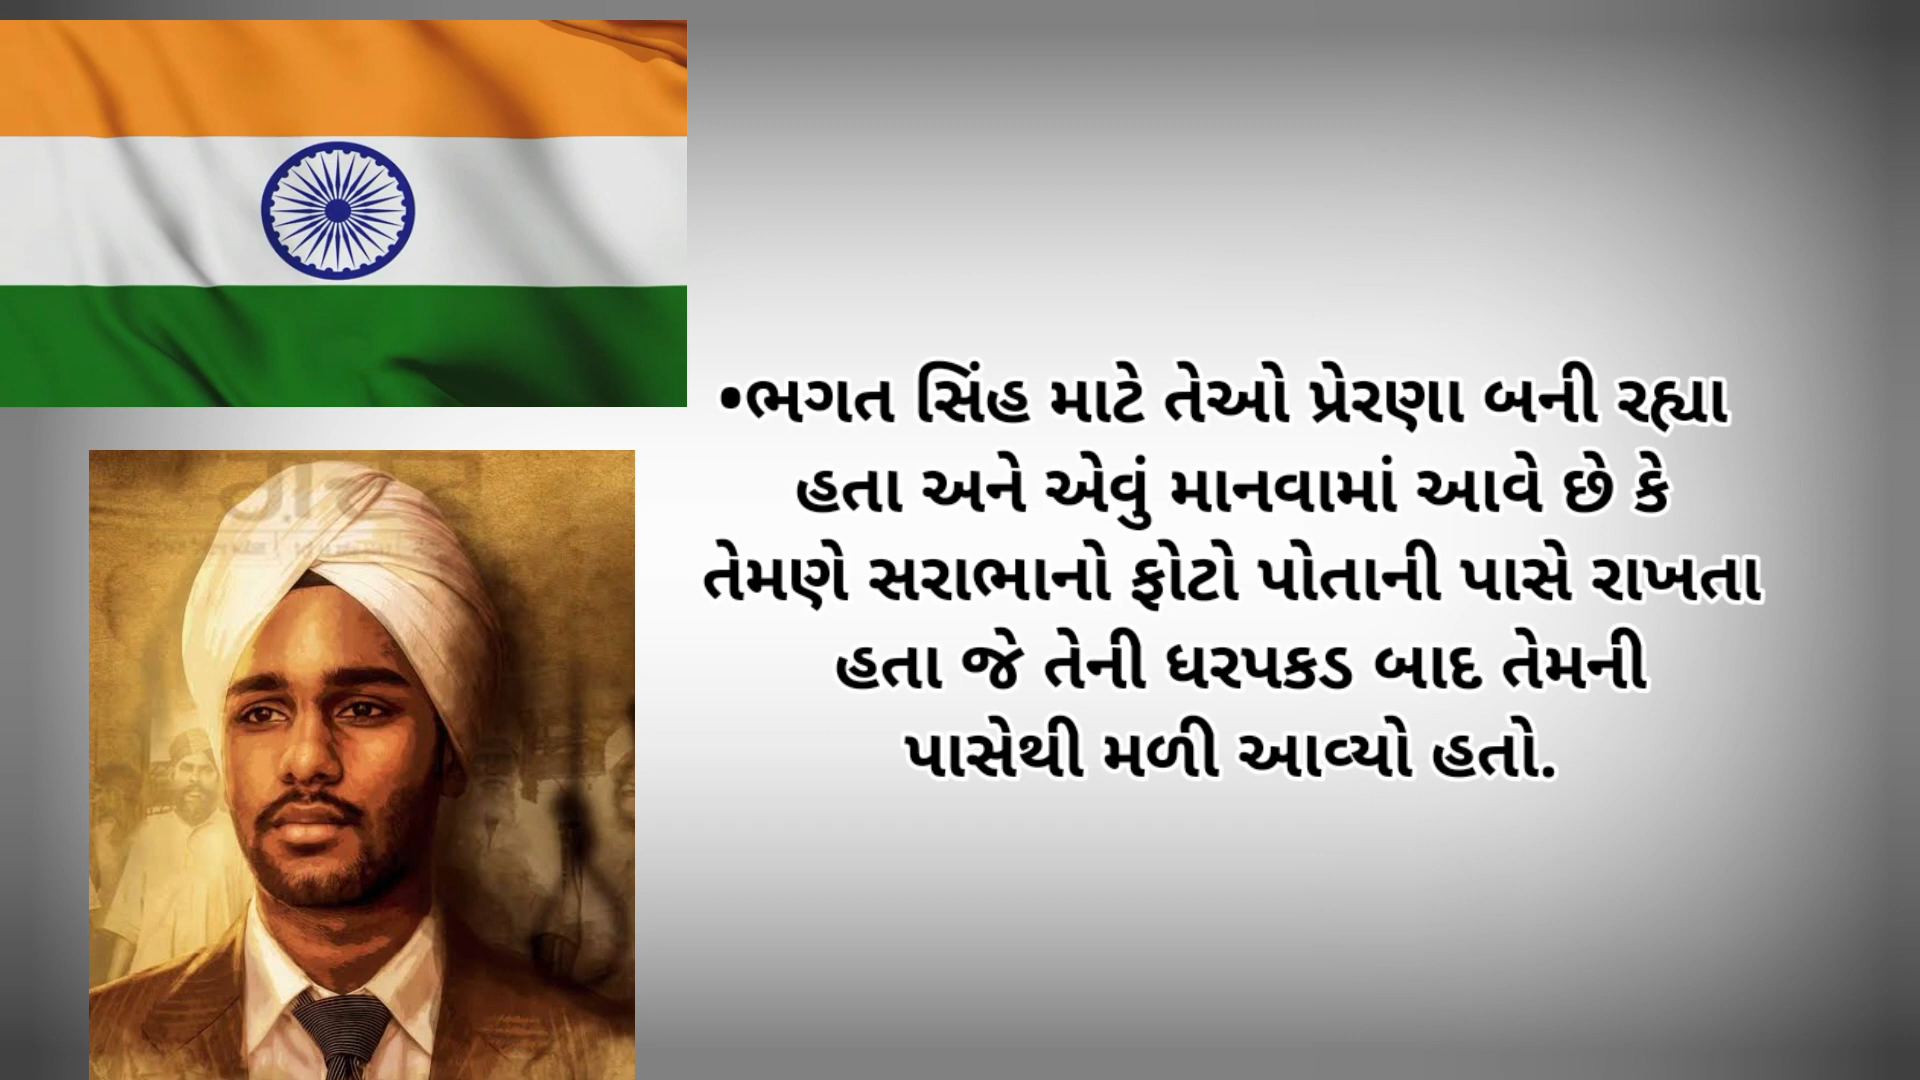 •ભગત સિંહ માટે તેઓ પ્રેરણા બની રહ્યા
હતા અને એવું માનવામાં આવે છે કે
તેમણે સરાભાનો ફોટો પોતાની પાસે રાખતા
હતા જે તેની ધરપકડ બાદ તેમની
પાસેથી મળી આવ્યો હતો.